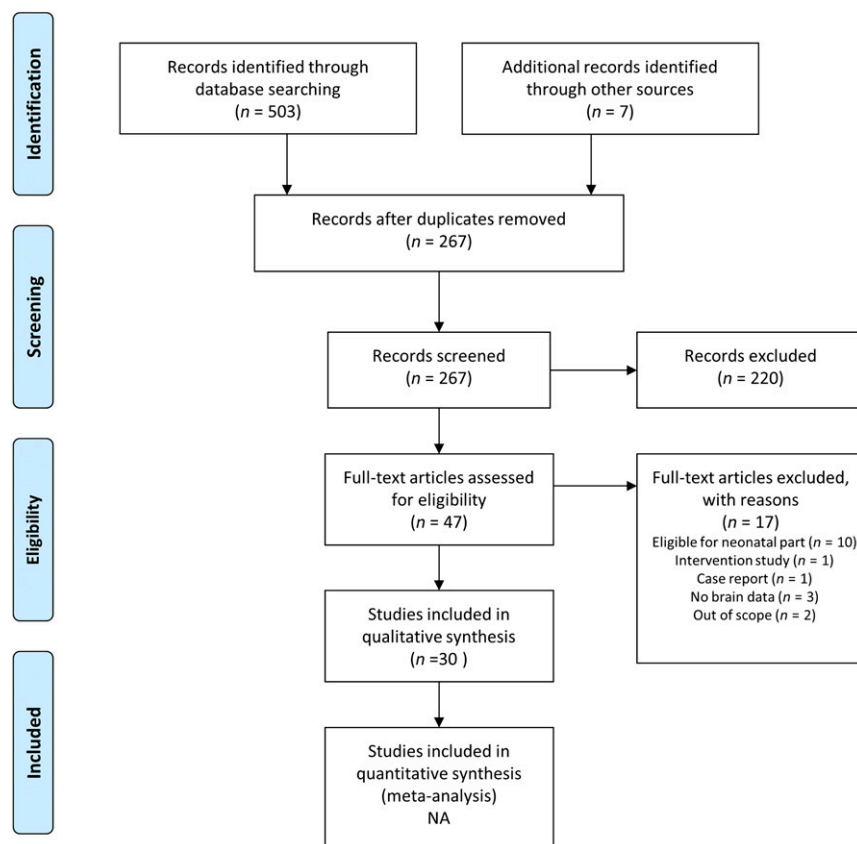 Identification
Records identified through
database searching
(n = 503)
Additional records identified
through other sources
(n = 7)
Records after duplicates removed
(n = 267)
Screening
Records screened
(n = 267)
Records excluded
(n = 220)
Eligibility
Full-text articles assessed
for eligibility
(n = 47)
Full-text articles excluded,
with reasons
(n = 17)
Eligible for neonatal part (n = 10)
Intervention study (n = 1)
Case report (n = 1)
No brain data (n = 3)
Out of scope (n = 2)
Studies included in
qualitative synthesis
(n =30 )
Included
Studies included in
quantitative synthesis
(meta-analysis)
NA